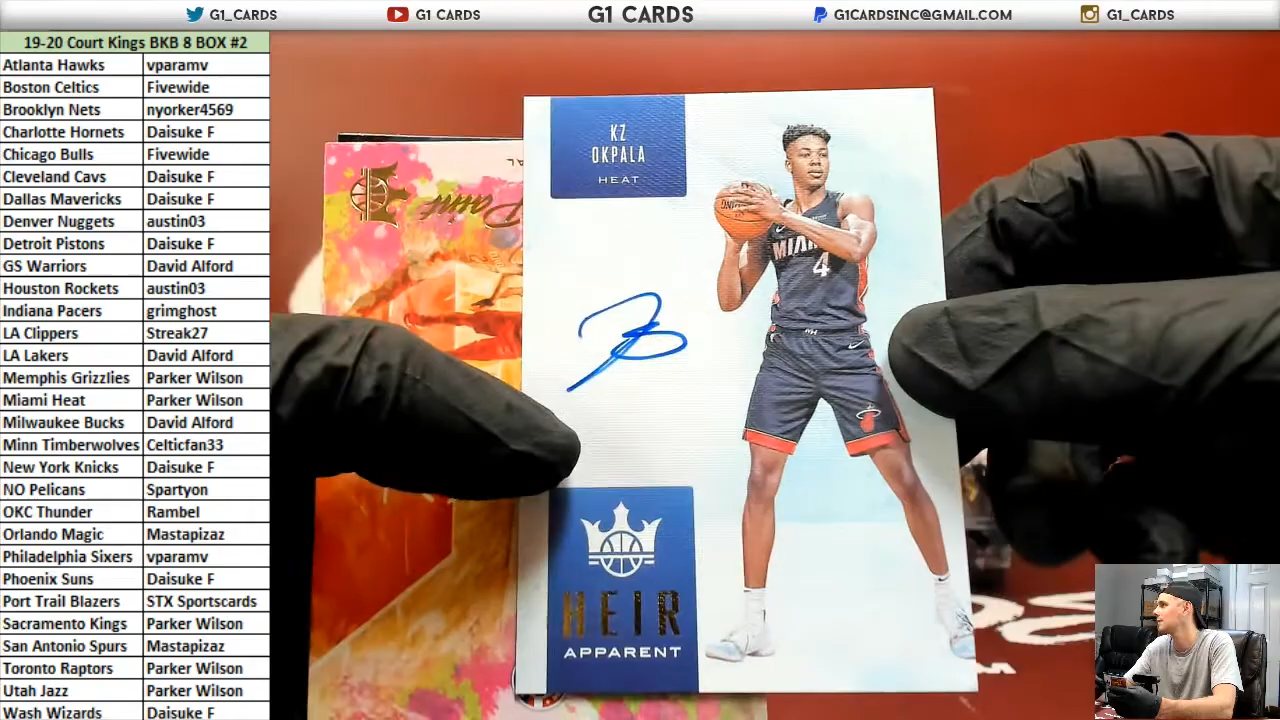 G1_CARDS
G1 CARDS
G1 CARDS
G1CARDSINC@GMAIL.COM
G1_CARDS
19-20 Court Kings BKB 8 BOX #2
Atlanta Hawks vparamv
Boston Celtics Fivewide
Brooklyn Nets nyorker4569
Charlotte Hornets Daisuke F
Chicago Bulls Fivewide
Cleveland Cavs Daisuke F
Dallas Mavericks Daisuke F
Denver Nuggets austin03
Detroit Pistons Daisuke F
GS Warriors David Alford
Houston Rockets austin03
Indiana Pacers grimghost
LA Clippers Streak27
LA Lakers David Alford
Memphis Grizzlies Parker Wilson
Miami Heat Parker Wilson
Milwaukee Bucks David Alford
Minn Timberwolves Celticfan33
New York Knicks Daisuke F
NO Pelicans Spartyon
OKC Thunder Rambel
Orlando Magic Mastapizaz
Philadelphia Sixers vparamv
Phoenix Suns Daisuke F
Port Trail Blazers STX Sportscards
Sacramento Kings Parker Wilson
San Antonio Spurs Mastapizaz
Toronto Raptors Parker Wilson
Utah Jazz Parker Wilson
Wash Wizards Daisuke F
KZ
OKPALA
HEAT
4
HEIR
APPARENT